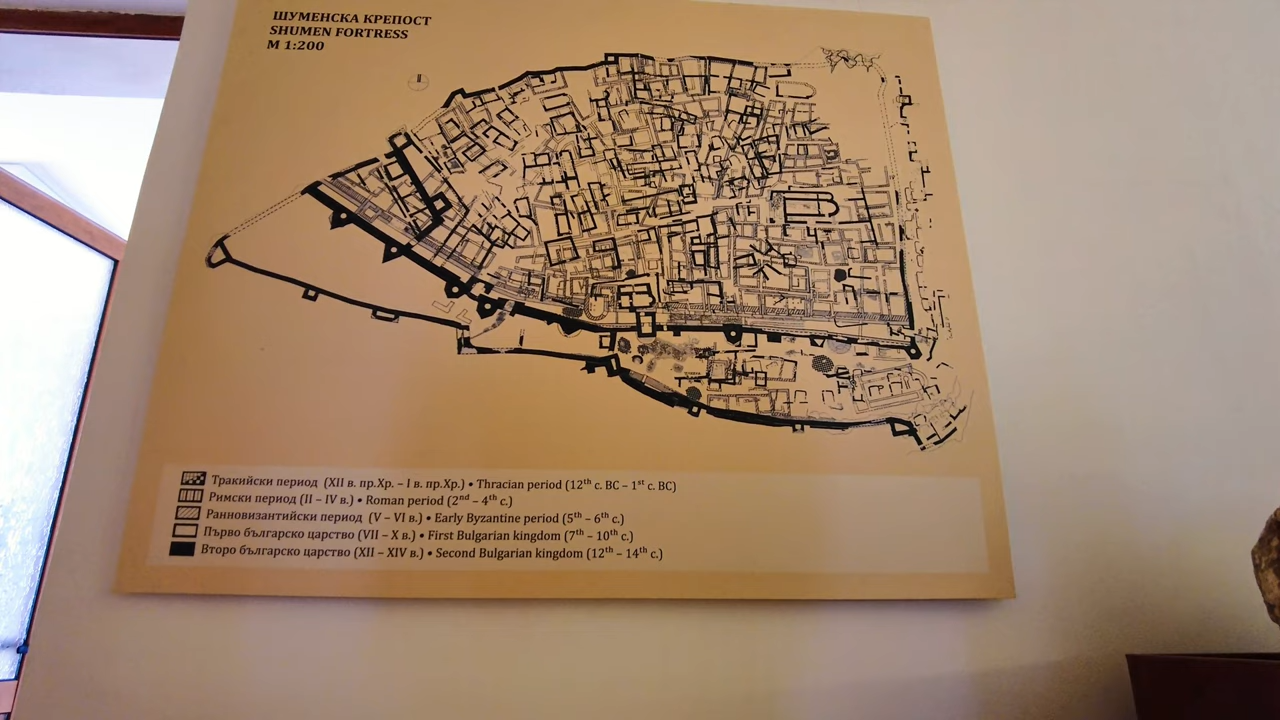 ШУМЕНСКА КРЕПОСТ
SHUMEN FORTRESS
М 1:200
Тракийски период (XII в. пр.Хр. – I в. пр.Хр.) • Thracian period (12th c. BC – 1st c. BC)
Римски период (II – IV в.) • Roman period (2nd – 4th c.)
Ранновизантийски период (V – VI в.) • Early Byzantine period (5th – 6th c.)
Първо българско царство (VII – X в.) • First Bulgarian kingdom (7th – 10th c.)
Второ българско царство (XII – XIV в.) • Second Bulgarian kingdom (12th – 14th c.)